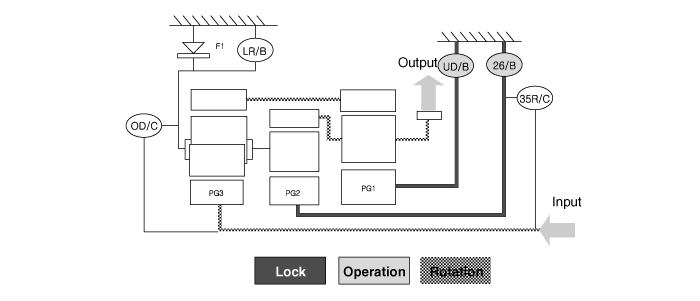 F1
LR/B
Output
UD/B
26/B
35R/C
OD/C
PG3
PG2
PG1
Input
Lock
Operation
Rotation